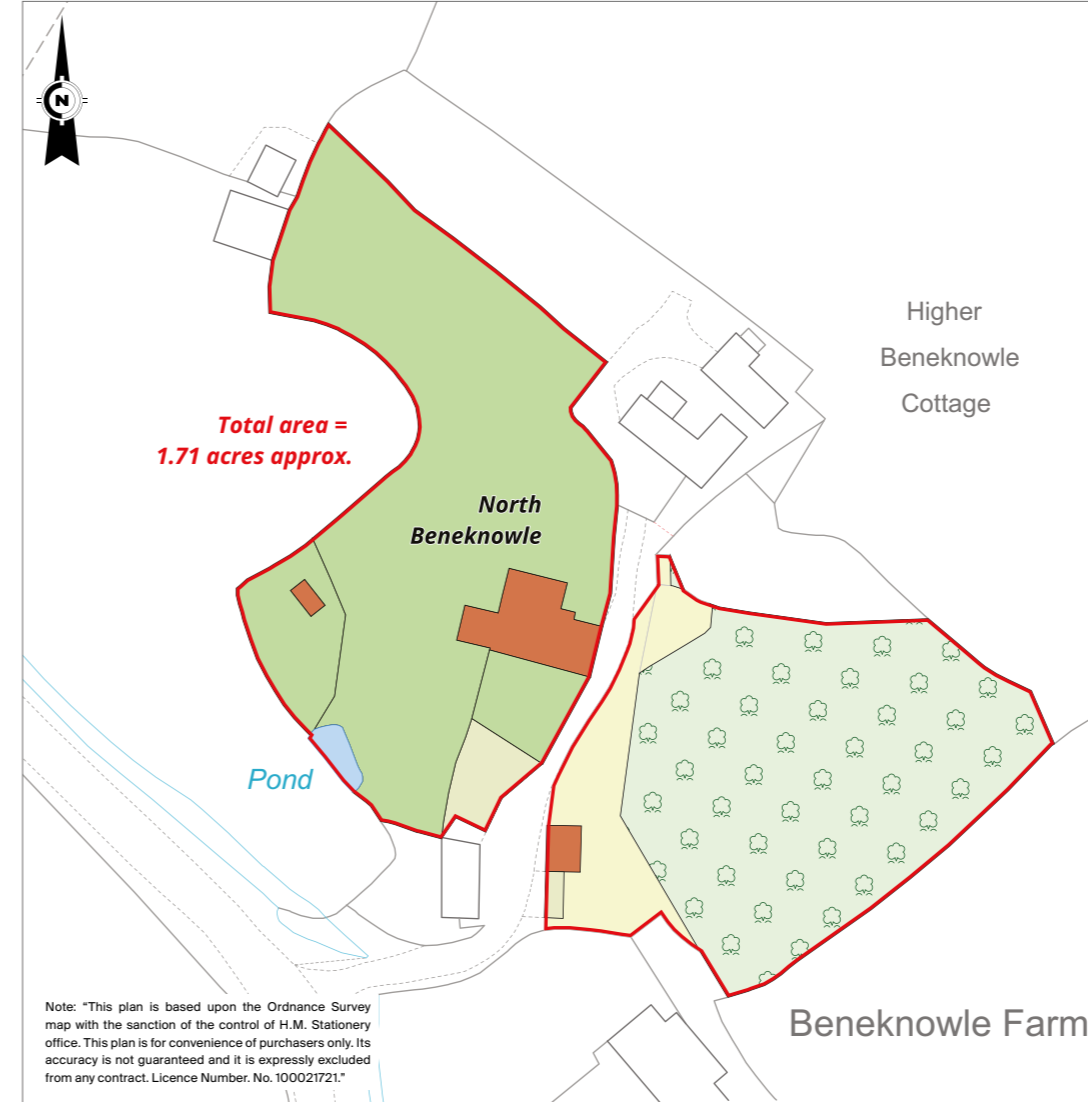 N
Higher
Beneknowle
Cottage
Total area =
1.71 acres approx.
North
Beneknowle
Pond
Note: “This plan is based upon the Ordnance Survey
map with the sanction of the control of H.M. Stationery
office. This plan is for convenience of purchasers only. Its
accuracy is not guaranteed and it is expressly excluded
from any contract. Licence Number. No. 100021721.”
Beneknowle Farm